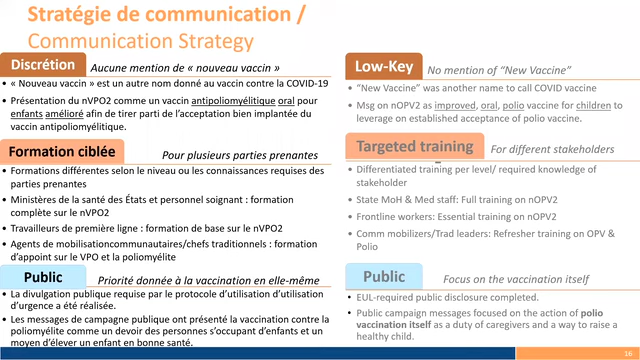 Stratégie de communication /
Communication Strategy
Discrétion
Aucune mention de « nouveau vaccin »
• « Nouveau vaccin » est un autre nom donné au vaccin contre la COVID-19
• Présentation du nVPO2 comme un vaccin antipoliomyélitique oral pour
enfants amélioré afin de tirer parti de l'acceptation bien implantée du
vaccin antipoliomyélitique.
Formation ciblée
Pour plusieurs parties prenantes
• Formations différentes selon le niveau ou les connaissances requises des
parties prenantes
• Ministères de la santé des États et personnel soignant : formation
complète sur le nVPO2
• Travailleurs de première ligne : formation de base sur le nVPO2
• Agents de mobilisationcommunautaires/chefs traditionnels : formation
d'appoint sur le VPO et la poliomyélite
Public
Priorité donnée à la vaccination en elle-même
• La divulgation publique requise par le protocole d'utilisation d'utilisation
d'urgence a été réalisée.
• Les messages de campagne publique ont présenté la vaccination contre la
poliomyélite comme un devoir des personnes s'occupant d'enfants et un
moyen d'élever un enfant en bonne santé.
Low-Key
No mention of "New Vaccine"
• "New Vaccine" was another name to call COVID vaccine
• Msg on nOPV2 as improved, oral, polio vaccine for children to
leverage on established acceptance of polio vaccine.
Targeted training
For different stakeholders
• Differentiated training per level/ required knowledge of
stakeholder
• State MoH & Med staff: Full training on nOPV2
• Frontline workers: Essential training on nOPV2
• Comm mobilizers/Trad leaders: Refresher training on OPV &
Polio
Public
Focus on the vaccination itself
• EUL-required public disclosure completed.
• Public campaign messages focused on the action of polio
vaccination itself as a duty of caregivers and a way to raise a
healthy child.
16